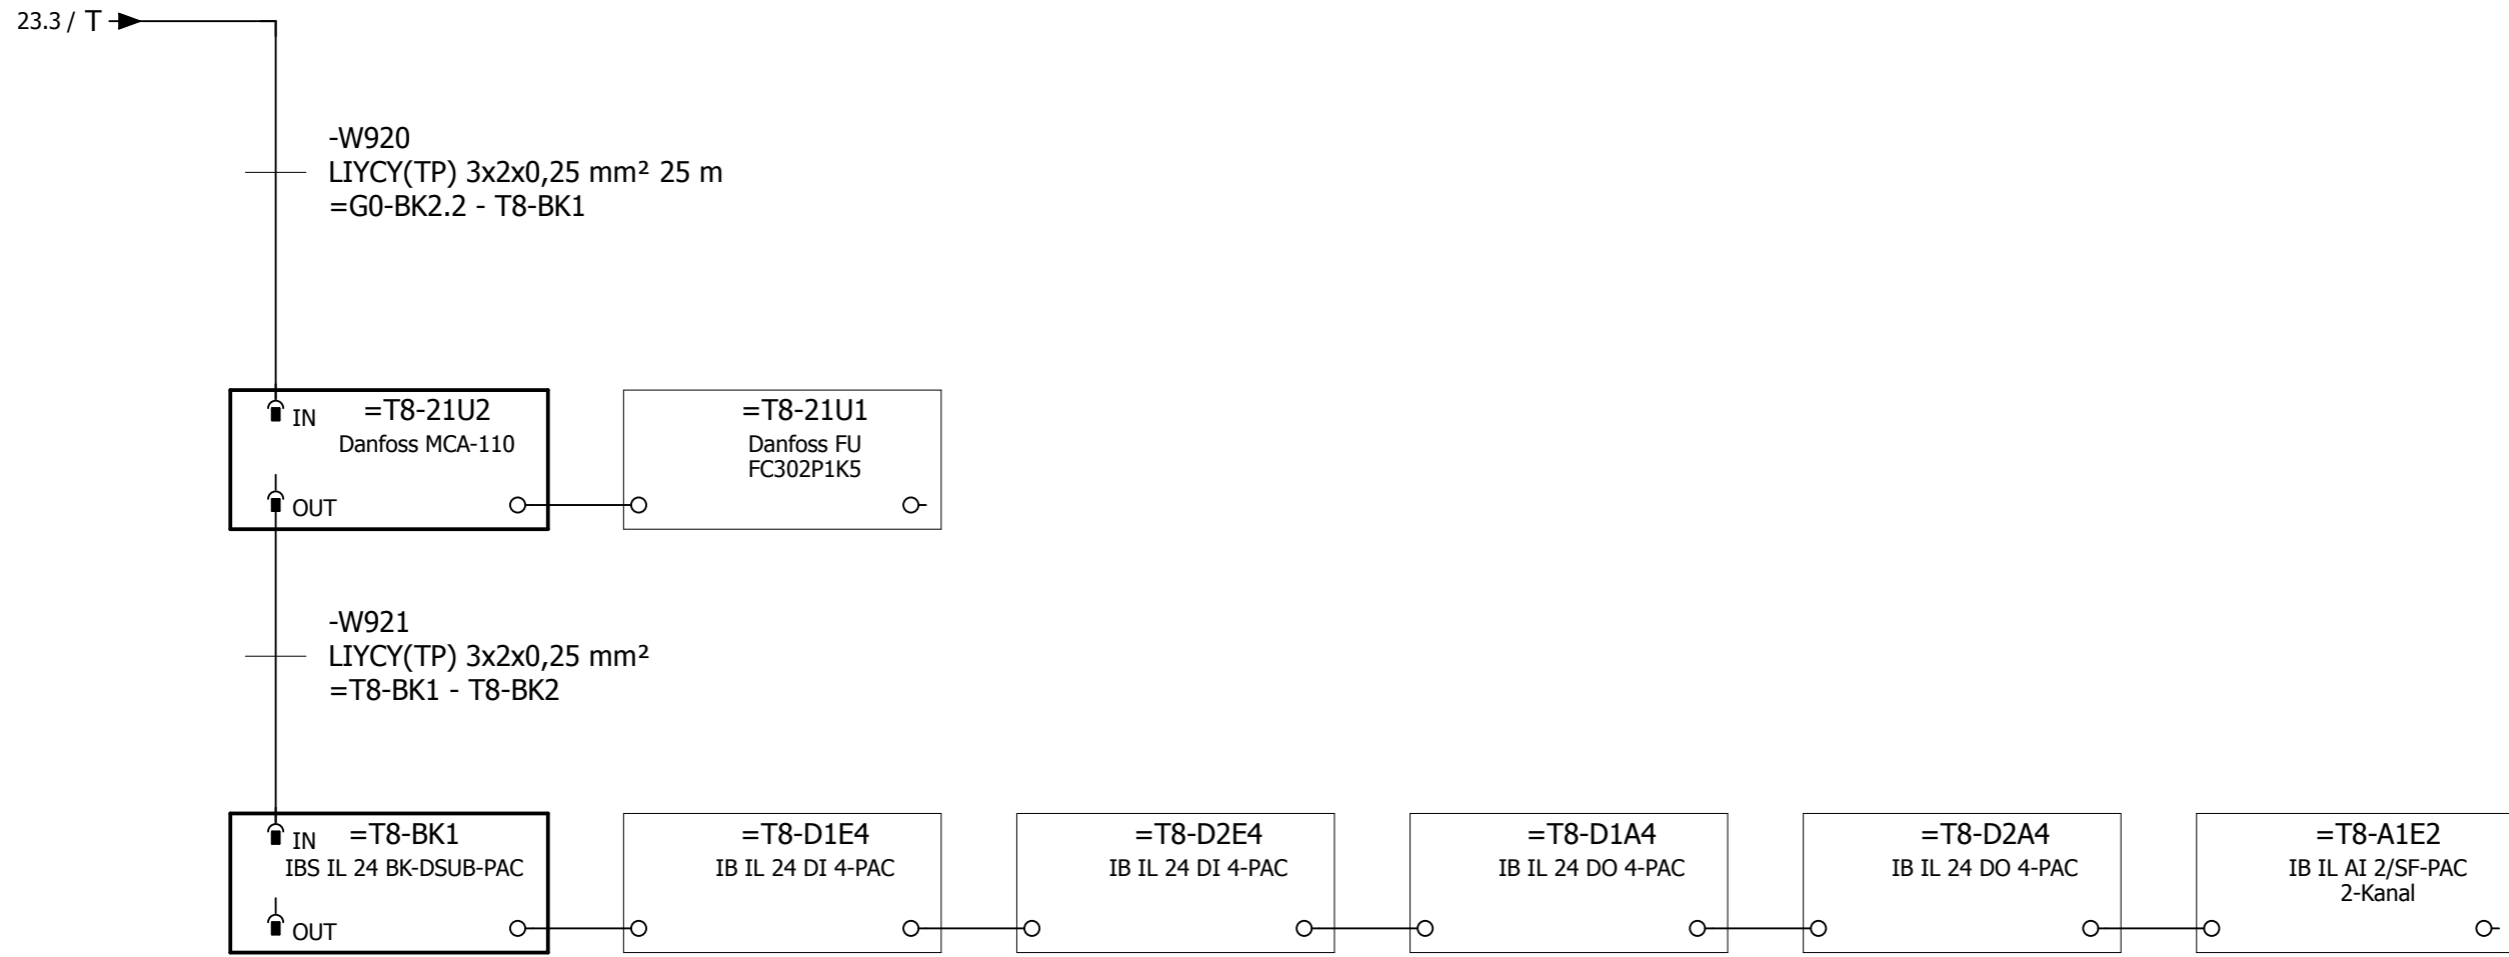 23.3 / T
-W920
LIYCY(TP) 3x2x0,25 mm² 25 m
=G0-BK2.2 - T8-BK1
IN =T8-21U2
Danfoss MCA-110
OUT
=T8-21U1
Danfoss FU
FC302P1K5
-W921
LIYCY(TP) 3x2x0,25 mm²
=T8-BK1 - T8-BK2
IN =T8-BK1
IBS IL 24 BK-DSUB-PAC
OUT
=T8-D1E4
IB IL 24 DI 4-PAC
=T8-D2E4
IB IL 24 DI 4-PAC
=T8-D1A4
IB IL 24 DO 4-PAC
=T8-D2A4
IB IL 24 DO 4-PAC
=T8-A1E2
IB IL AI 2/SF-PAC
2-Kanal